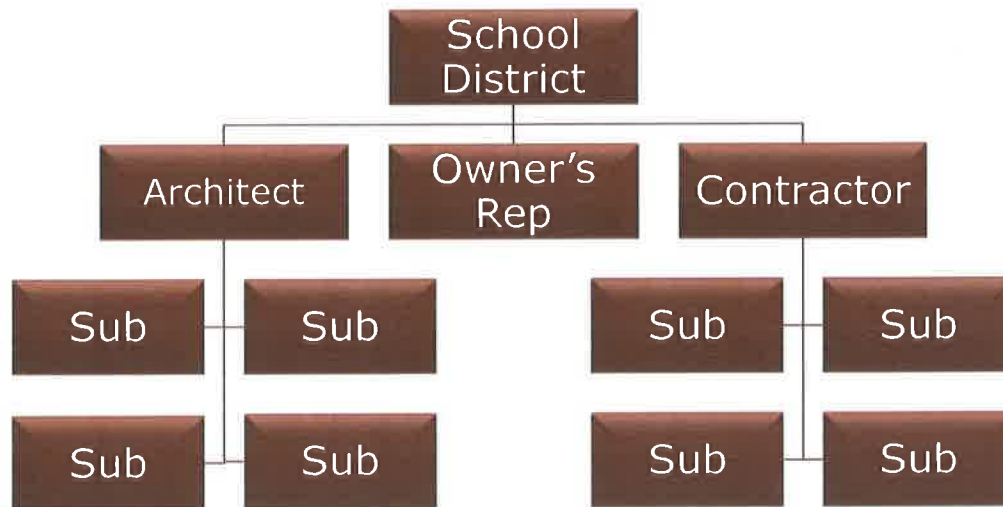 School
District
Architect
Owner's
Rep
Contractor
Sub
Sub
Sub
Sub
Sub
Sub
Sub
Sub